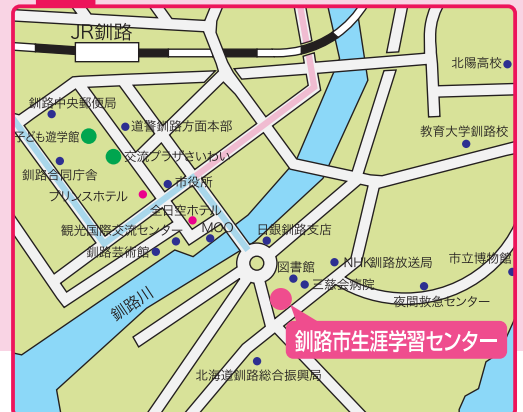 JR釧路
北陽高校
釧路中央郵便局
道警釧路方面本部
教育大学釧路校
子ども遊学館
交流プラザさいわい
釧路合同庁舎
市役所
プリンスホテル
全日空ホテル
観光国際交流センター
MOO
日銀釧路支店
釧路芸術館
図書館
NHK釧路放送局
市立博物館
三慈会病院
夜間救急センター
釧路川
釧路市生涯学習センター
北海道釧路総合振興局